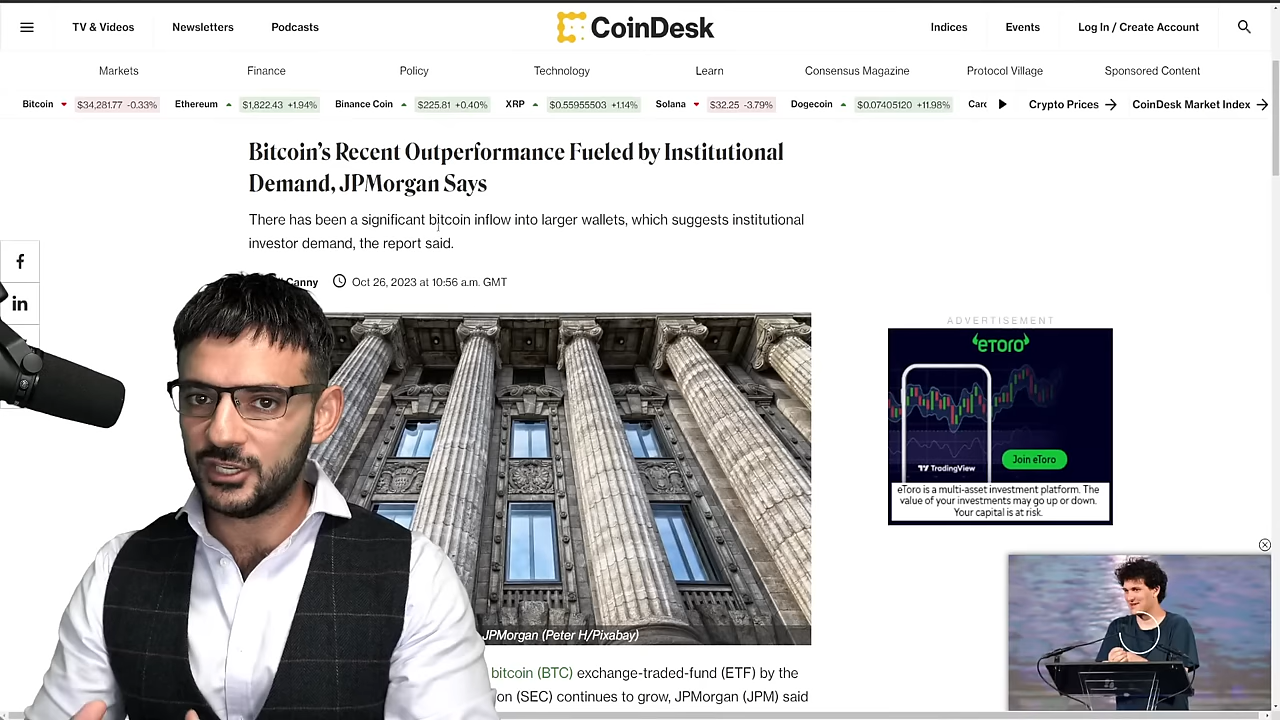 TV & Videos
Newsletters
Podcasts
CoinDesk
Indices
Events
Log In / Create Account
Markets
Finance
Policy
Technology
Learn
Consensus Magazine
Protocol Village
Sponsored Content
Bitcoin $34,281.77 -0.33% Ethereum $1,822.43 +1.94% Binance Coin $225.81 +0.40% XRP $0.55955503 +1.14% Solana $32.25 -3.79% Dogecoin $0.07405120 +11.98% Crypto Prices CoinDesk Market Index
Bitcoin's Recent Outperformance Fueled by Institutional
Demand, JPMorgan Says
There has been a significant bitcoin inflow into larger wallets, which suggests institutional
investor demand, the report said.
Canny Oct 26, 2023 at 10:56 a.m. GMT
f
in
ADVERTISEMENT
eToro
TradingView
Join eToro
eToro is a multi-asset investment platform. The
value of your investments may go up or down.
Your capital is at risk.
JPMorgan (Peter H/Pixabay)
bitcoin (BTC) exchange-traded-fund (ETF) by the
(SEC) continues to grow, JPMorgan (JPM) said